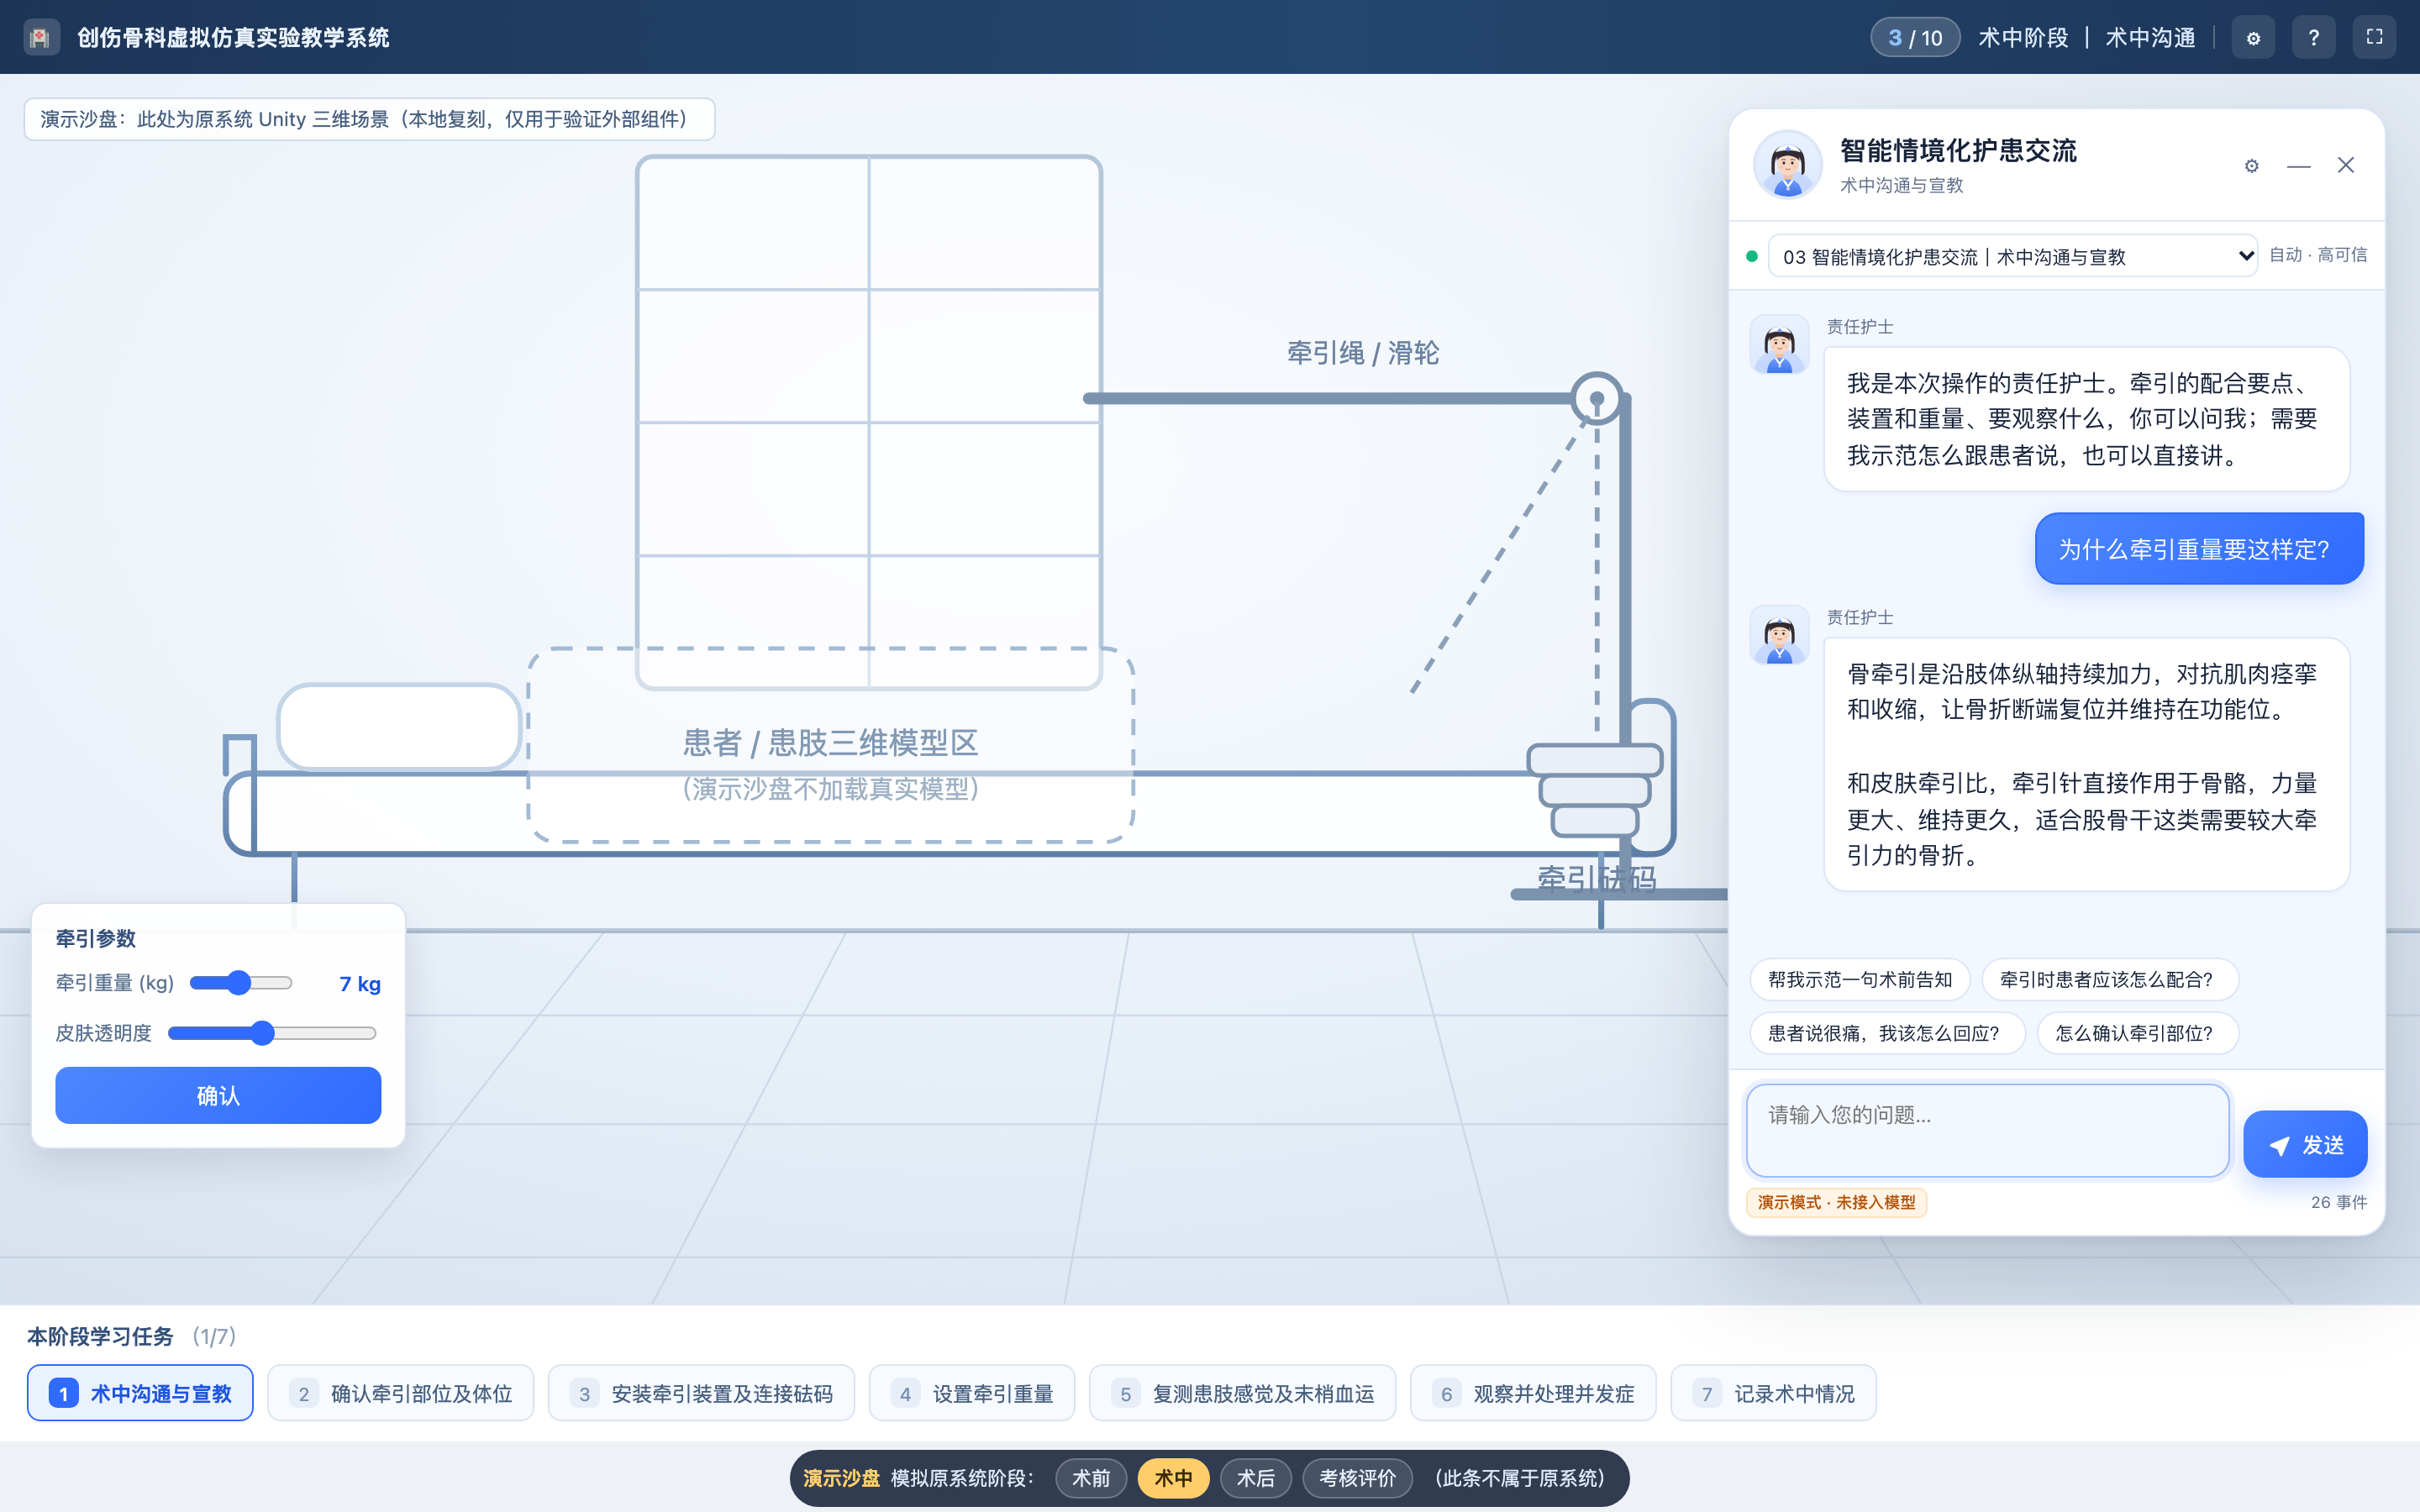 创伤骨科虚拟仿真实验教学系统
3 / 10 术中阶段 | 术中沟通 ?
演示沙盘：此处为原系统 Unity 三维场景（本地复刻，仅用于验证外部组件）
牵引绳 / 滑轮
患者 / 患肢三维模型区
（演示沙盘不加载真实模型）
牵引砝码
牵引参数
牵引重量 (kg) 7 kg
皮肤透明度
确认
智能情境化护患交流
术中沟通与宣教
03 智能情境化护患交流 | 术中沟通与宣教 自动 · 高可信
责任护士
我是本次操作的责任护士。牵引的配合要点、
装置和重量、要观察什么，你可以问我；需要
我示范怎么跟患者说，也可以直接讲。
为什么牵引重量要这样定？
责任护士
骨牵引是沿肢体纵轴持续加力，对抗肌肉痉挛
和收缩，让骨折断端复位并维持在功能位。
和皮肤牵引比，牵引针直接作用于骨骼，力量
更大、维持更久，适合股骨干这类需要较大牵
引力的骨折。
帮我示范一句术前告知 牵引时患者应该怎么配合？
患者说很痛，我该怎么回应？ 怎么确认牵引部位？
请输入您的问题...
发送
演示模式 · 未接入模型 26 事件
本阶段学习任务 （1/7）
1 术中沟通与宣教 2 确认牵引部位及体位 3 安装牵引装置及连接砝码 4 设置牵引重量 5 复测患肢感觉及末梢血运 6 观察并处理并发症 7 记录术中情况
演示沙盘 模拟原系统阶段： 术前 术中 术后 考核评价 （此条不属于原系统）